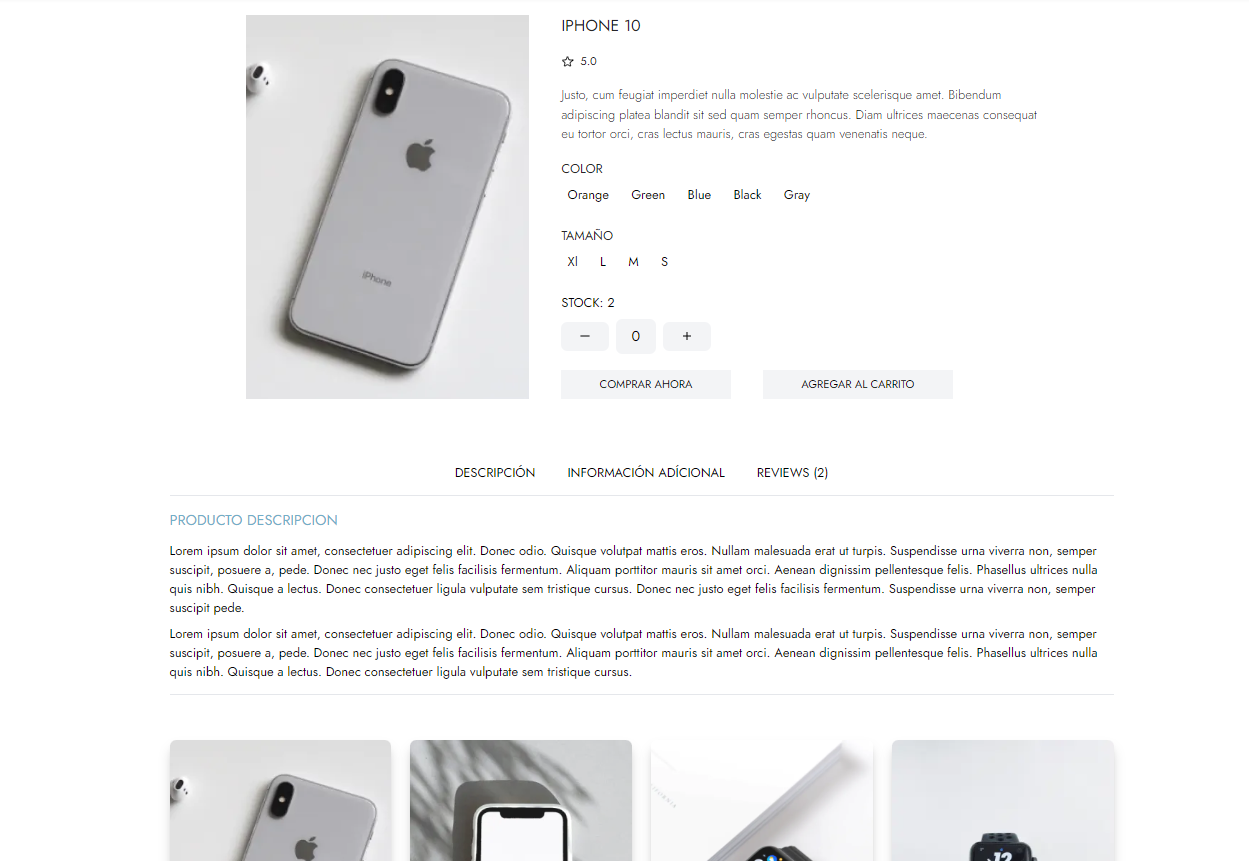 IPHONE 10
5.0
Justo, cum feugiat imperdiet nulla molestie ac vulputate scelerisque amet. Bibendum
adipiscing platea blandit sit sed quam semper rhoncus. Diam ultrices maecenas consequat
eu tortor orci, cras lectus mauris, cras egestas quam venenatis neque.
COLOR
Orange Green Blue Black Gray
TAMAÑO
Xl L M S
STOCK: 2
− 0 +
COMPRAR AHORA AGREGAR AL CARRITO
iPhone
DESCRIPCIÓN INFORMACIÓN ADÍCIONAL REVIEWS (2)
PRODUCTO DESCRIPCION
Lorem ipsum dolor sit amet, consectetuer adipiscing elit. Donec odio. Quisque volutpat mattis eros. Nullam malesuada erat ut turpis. Suspendisse urna viverra non, semper
suscipit, posuere a, pede. Donec nec justo eget felis facilisis fermentum. Aliquam porttitor mauris sit amet orci. Aenean dignissim pellentesque felis. Phasellus ultrices nulla
quis nibh. Quisque a lectus. Donec consectetuer ligula vulputate sem tristique cursus. Donec nec justo eget felis facilisis fermentum. Suspendisse urna viverra non, semper
suscipit pede.
Lorem ipsum dolor sit amet, consectetuer adipiscing elit. Donec odio. Quisque volutpat mattis eros. Nullam malesuada erat ut turpis. Suspendisse urna viverra non, semper
suscipit, posuere a, pede. Donec nec justo eget felis facilisis fermentum. Aliquam porttitor mauris sit amet orci. Aenean dignissim pellentesque felis. Phasellus ultrices nulla
quis nibh. Quisque a lectus. Donec consectetuer ligula vulputate sem tristique cursus.